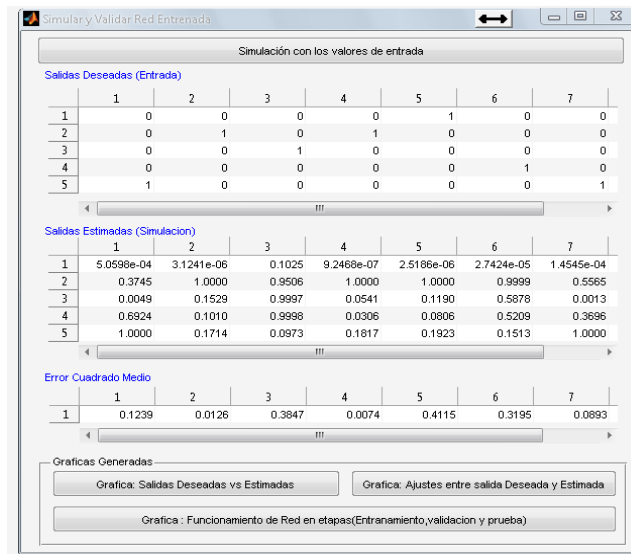 Simular y Validar Red Entrenada
Simulación con los valores de entrada
Salidas Deseadas (Entrada)
1 2 3 4 5 6 7
1 0 0 0 0 1 0 0
2 0 1 0 1 0 0 0
3 0 0 1 0 0 0 0
4 0 0 0 0 0 1 0
5 1 0 0 0 0 0 1
Salidas Estimadas (Simulacion)
1 2 3 4 5 6 7
1 5.0598e-04 3.1241e-06 0.1025 9.2468e-07 2.5186e-06 2.7424e-05 1.4545e-04
2 0.3745 1.0000 0.9506 1.0000 1.0000 0.9999 0.5565
3 0.0049 0.1529 0.9997 0.0541 0.1190 0.5878 0.0013
4 0.6924 0.1010 0.9998 0.0306 0.0806 0.5209 0.3696
5 1.0000 0.1714 0.0973 0.1817 0.1923 0.1513 1.0000
Error Cuadrado Medio
1 2 3 4 5 6 7
1 0.1239 0.0126 0.3847 0.0074 0.4115 0.3195 0.0893
Graficas Generadas
Grafica: Salidas Deseadas vs Estimadas
Grafica: Ajustes entre salida Deseada y Estimada
Grafica : Funcionamiento de Red en etapas(Entranamiento,validacion y prueba)